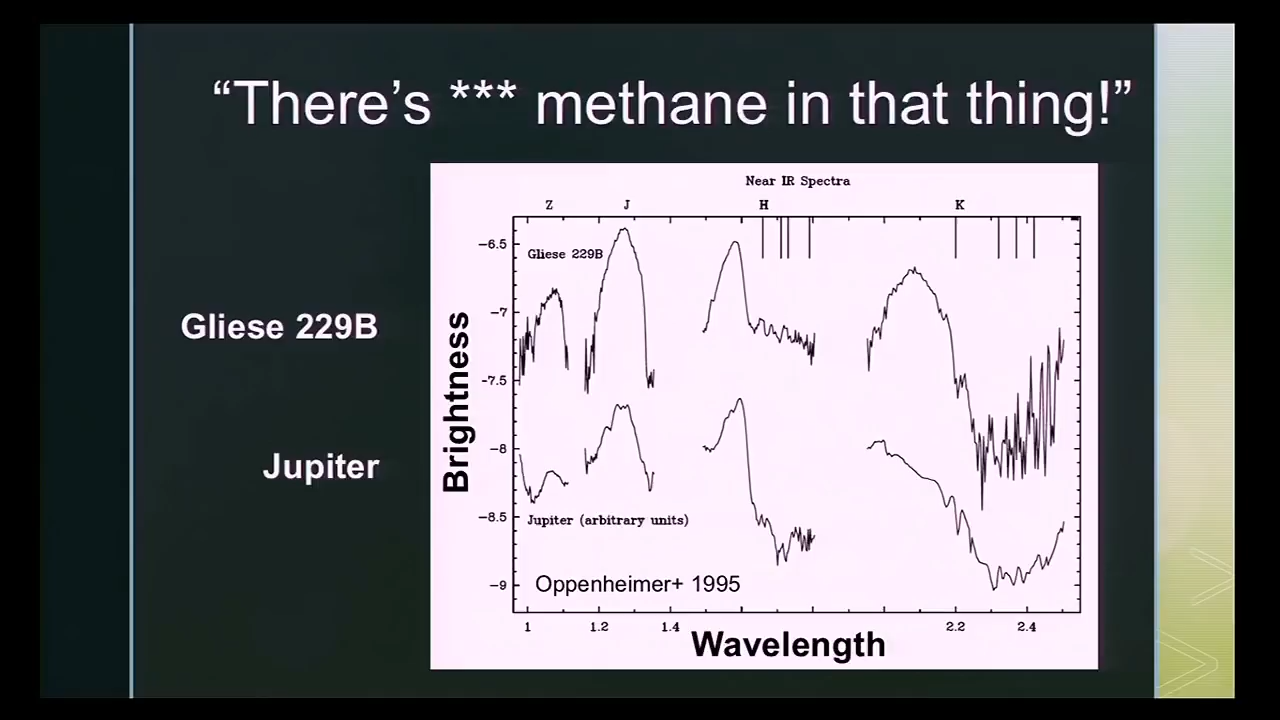 “There’s *** methane in that thing!”
Near IR Spectra
Z J H K
-6.5
Gliese 229B
Gliese 229B
-7
-7.5
Brightness
-8
Jupiter
-8.5
Jupiter (arbitrary units)
-9
Oppenheimer+ 1995
1 1.2 1.4 2.2 2.4
Wavelength